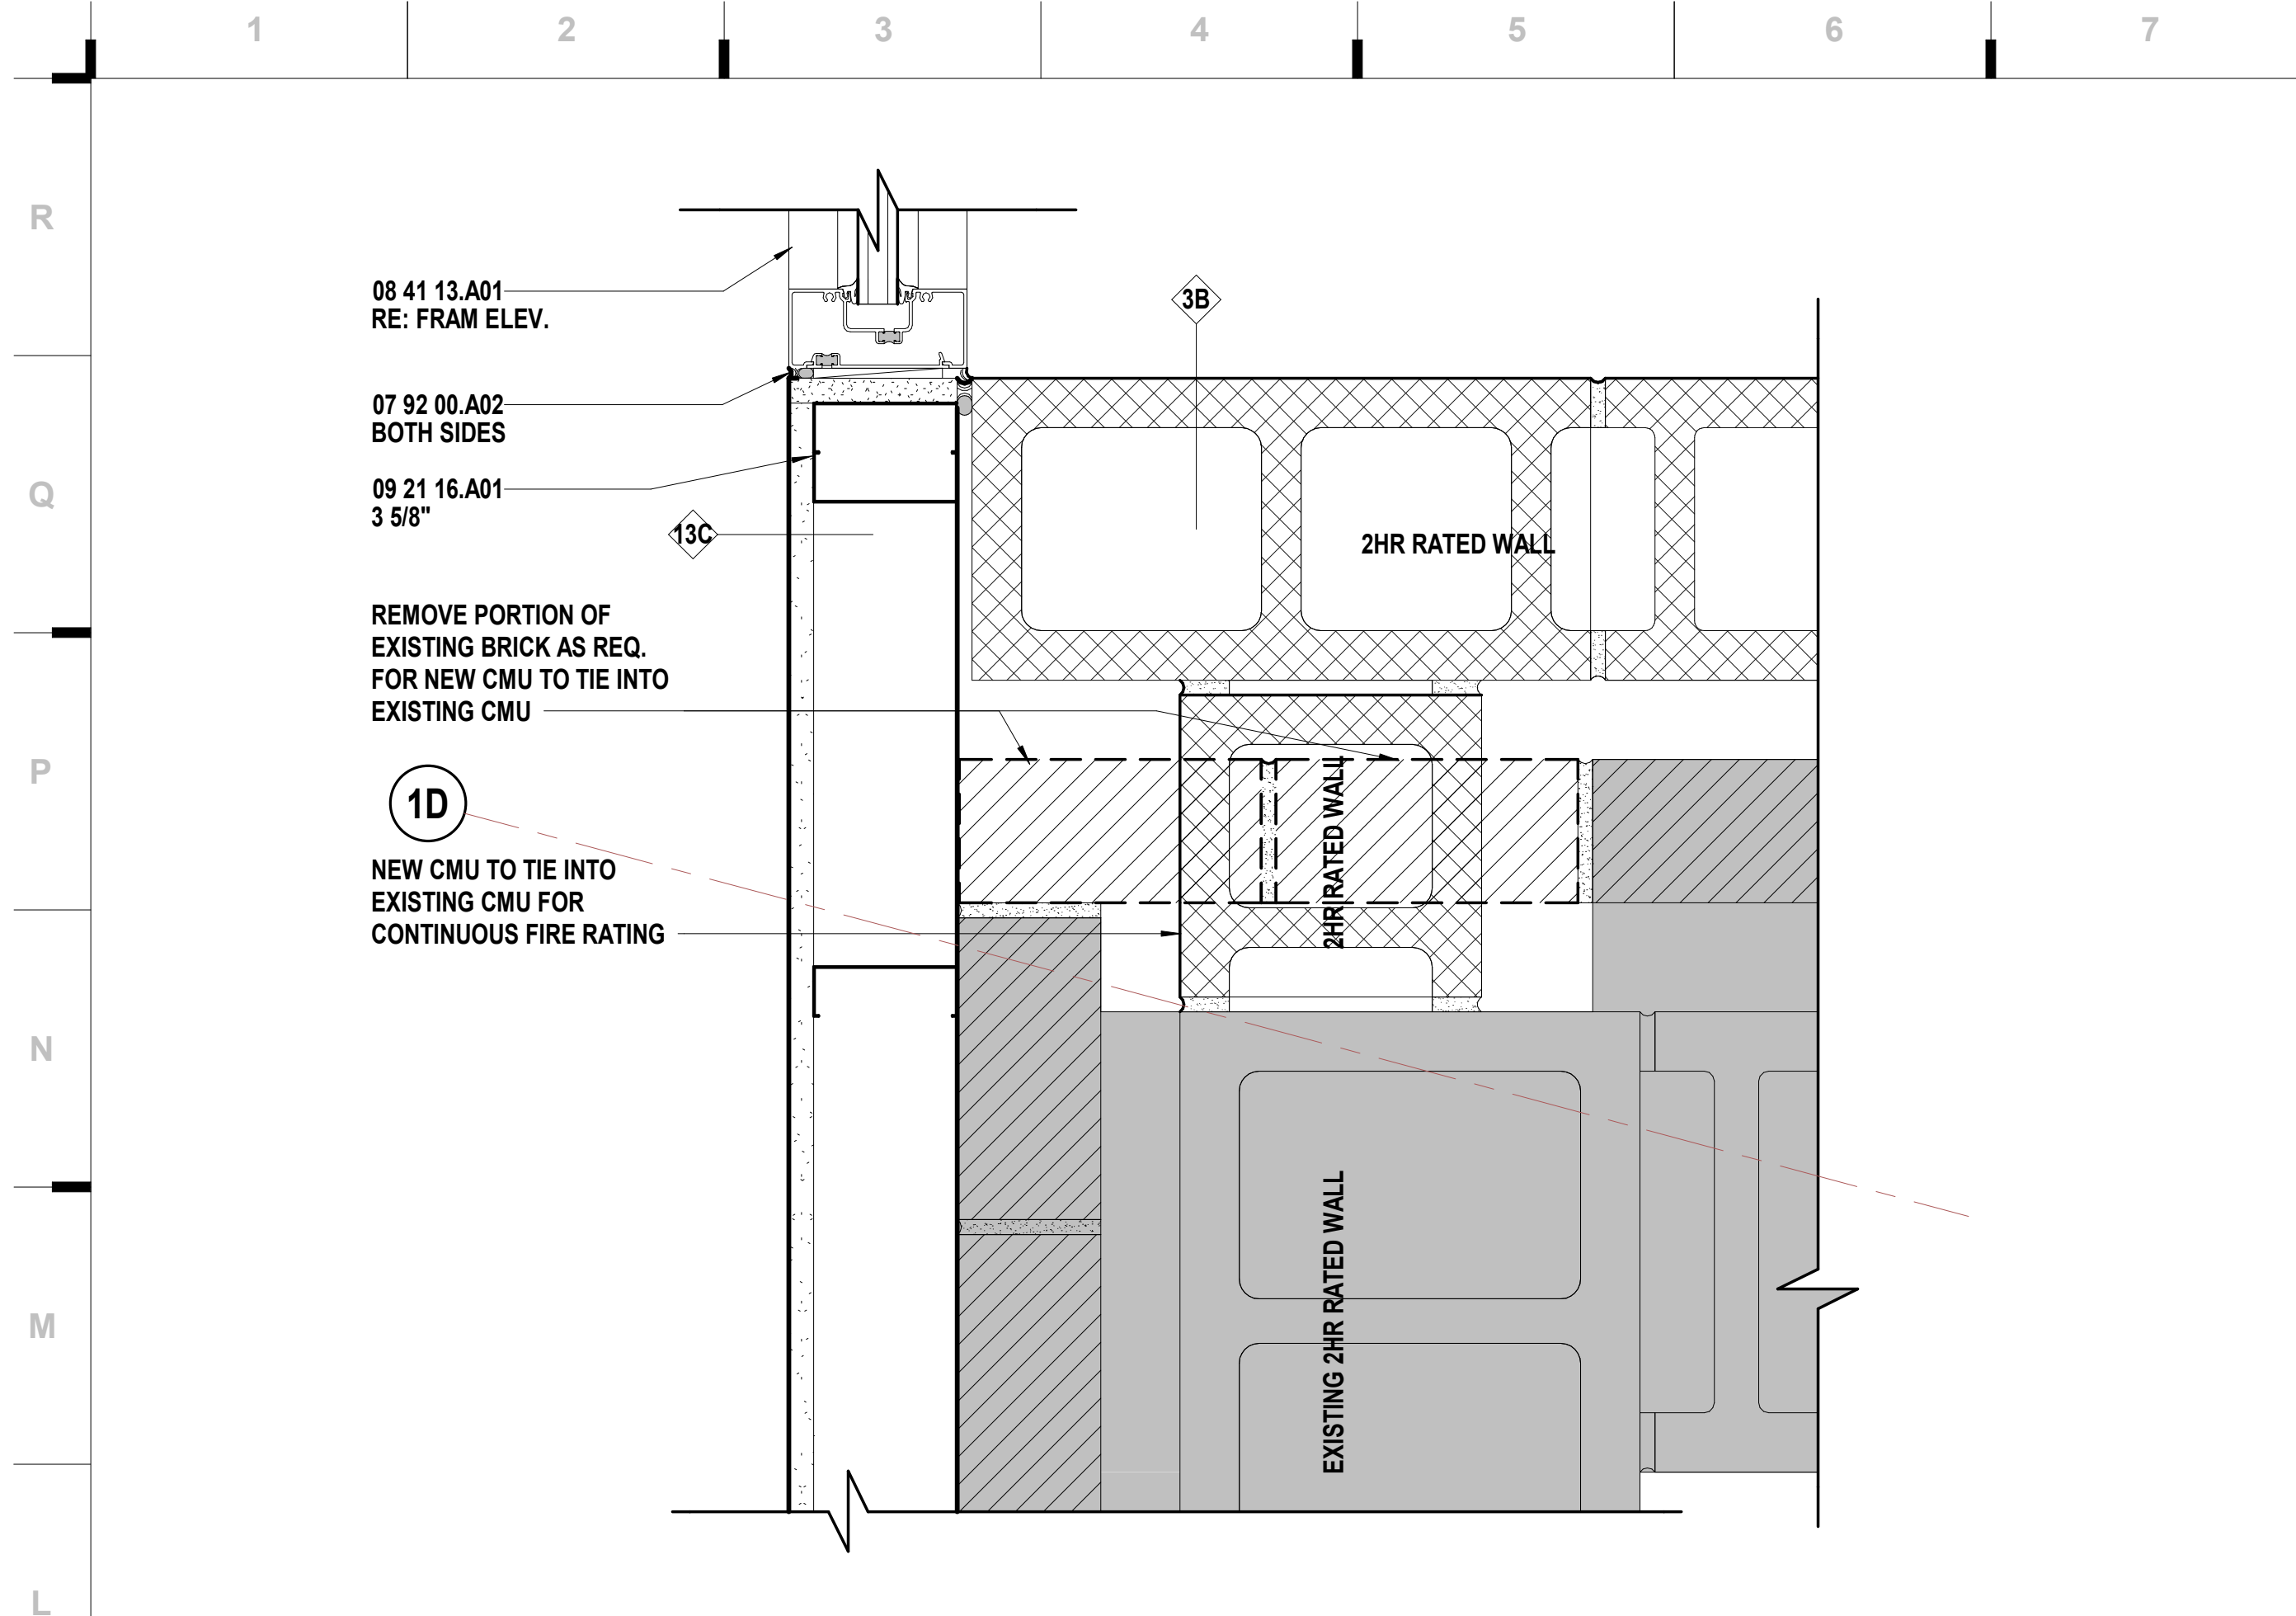 1 2 3 4 5 6 7
R
08 41 13.A01
RE: FRAM ELEV.
3B
07 92 00.A02
BOTH SIDES
Q
09 21 16.A01
3 5/8"
13C
2HR RATED WALL
REMOVE PORTION OF
EXISTING BRICK AS REQ.
FOR NEW CMU TO TIE INTO
EXISTING CMU
P
1D
2HR RATED WALL
NEW CMU TO TIE INTO
EXISTING CMU FOR
CONTINUOUS FIRE RATING
N
EXISTING 2HR RATED WALL
M
L